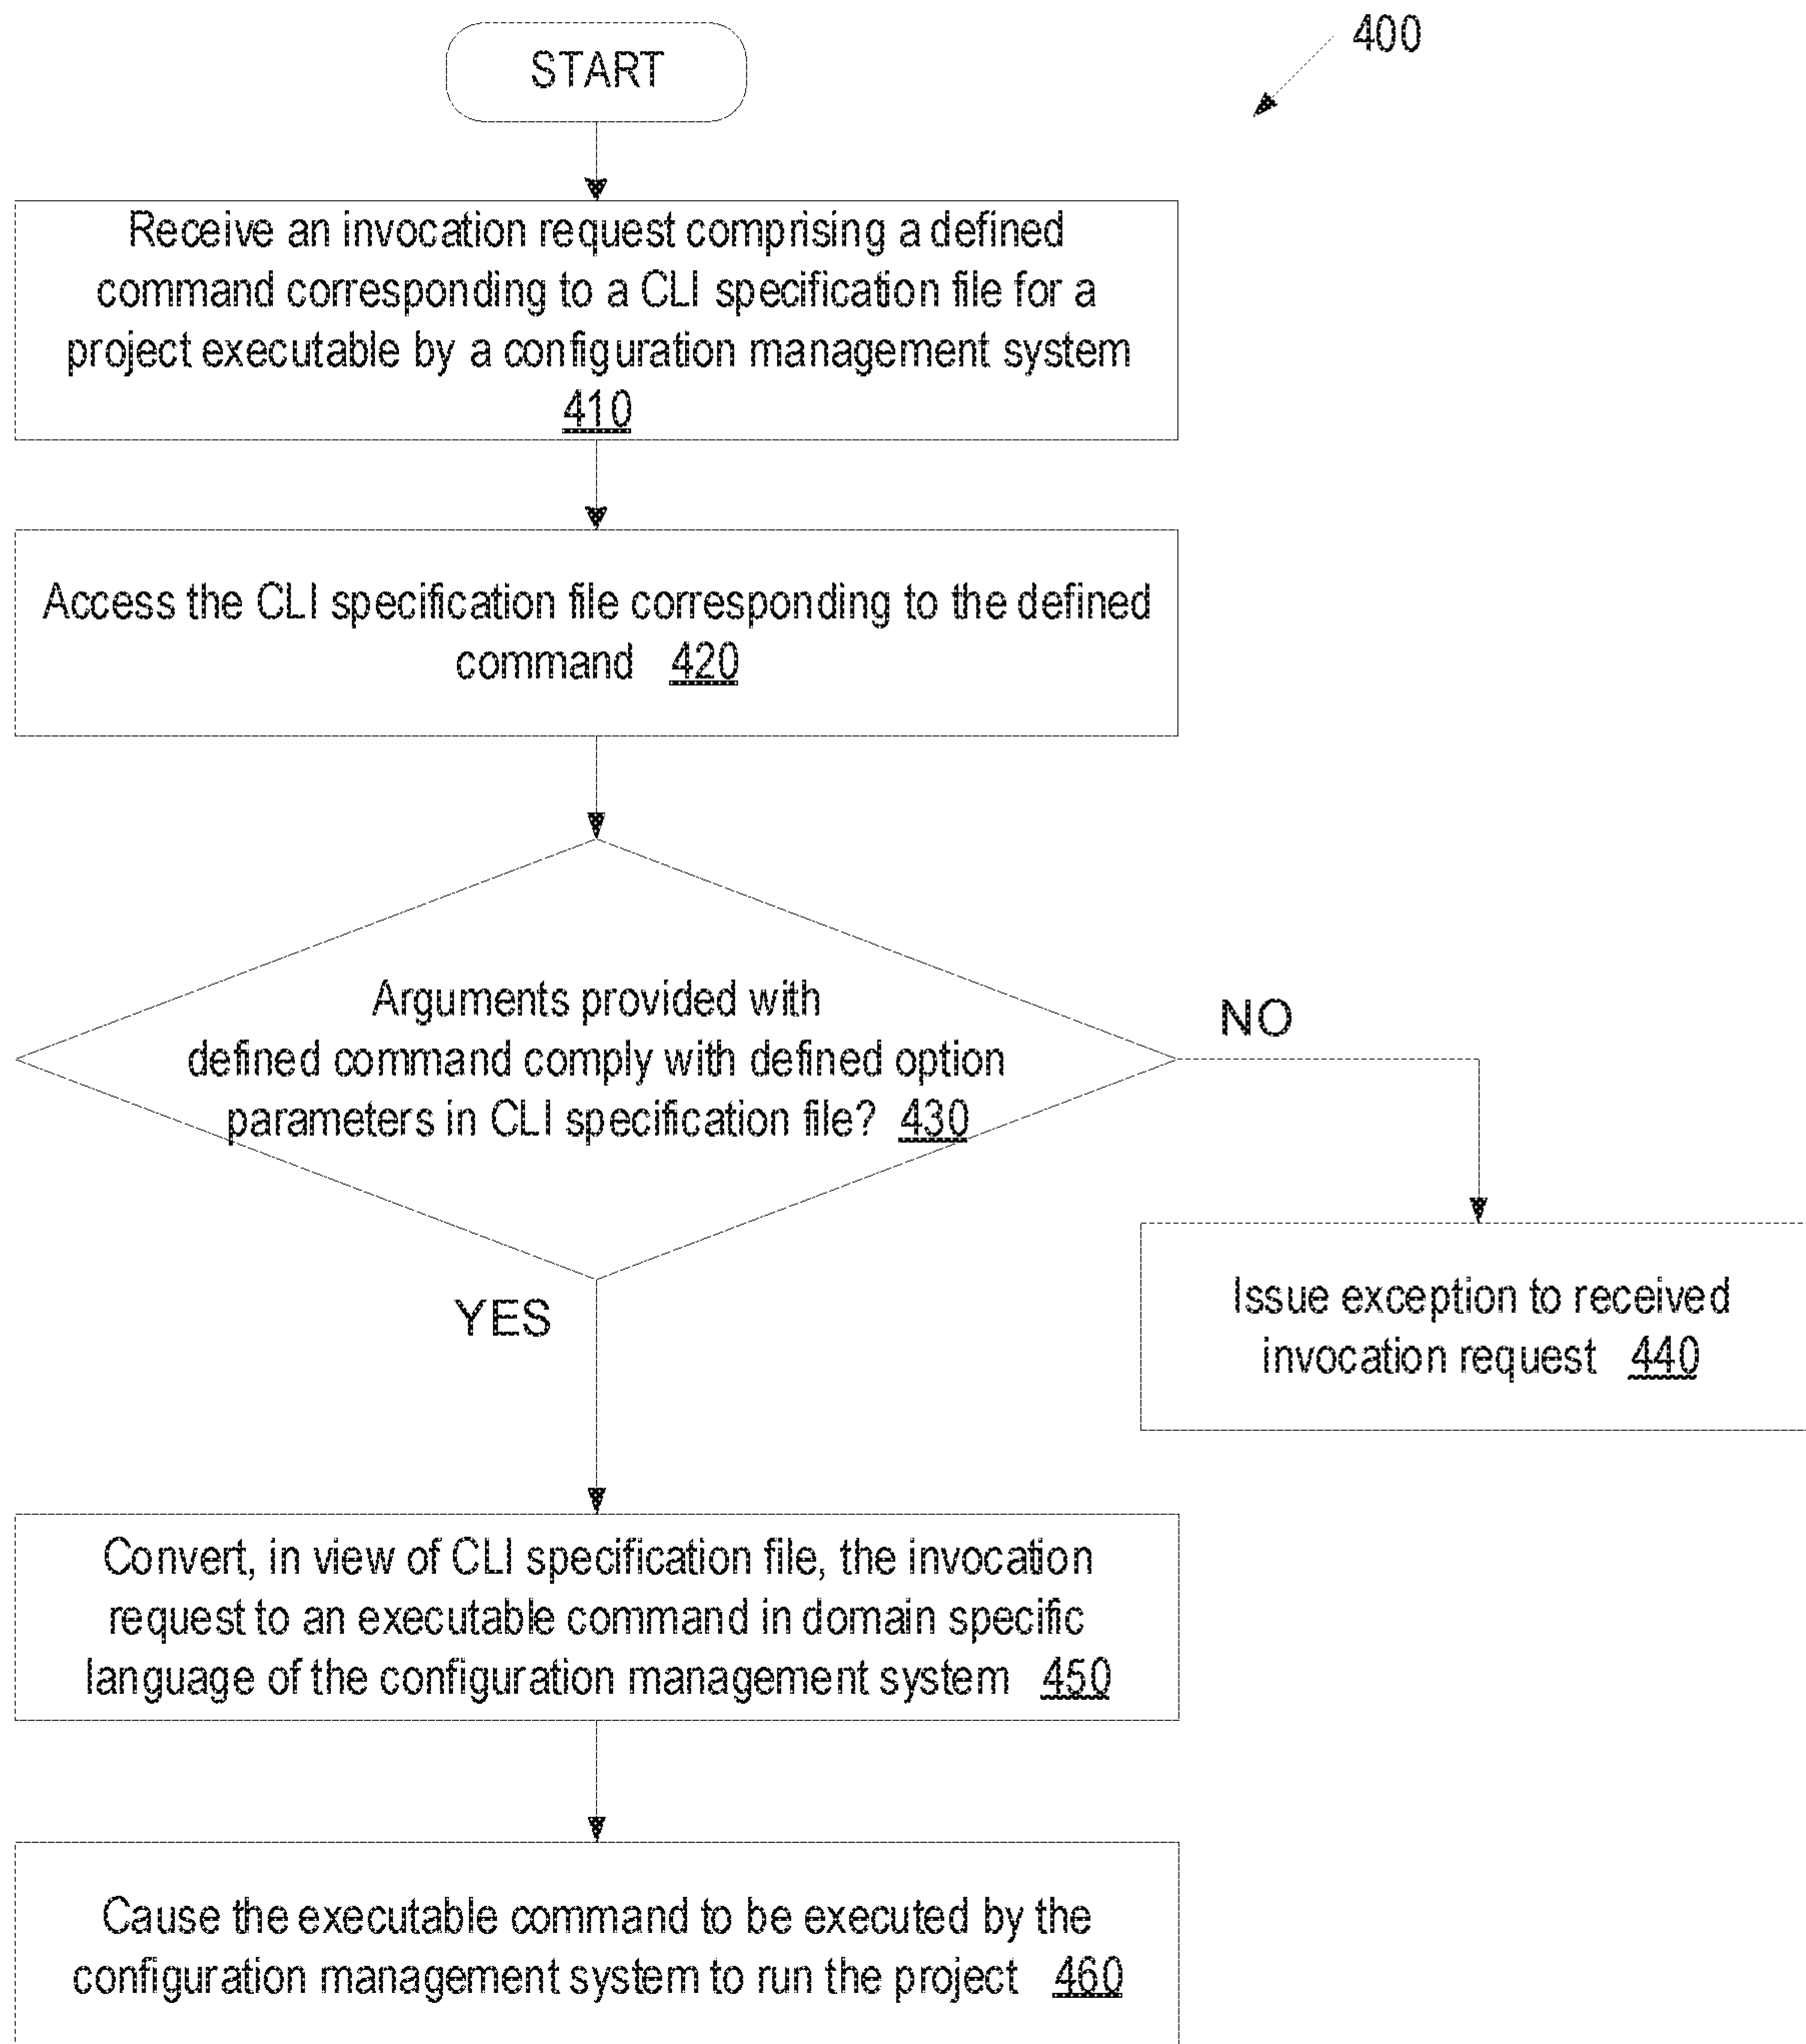 400
START
Receive an invocation request comprising a defined
command corresponding to a CLI specification file for a
project executable by a configuration management system
410
Access the CLI specification file corresponding to the defined
command 420
Arguments provided with
defined command comply with defined option
parameters in CLI specification file? 430
NO
YES
Issue exception to received
invocation request 440
Convert, in view of CLI specification file, the invocation
request to an executable command in domain specific
language of the configuration management system 450
Cause the executable command to be executed by the
configuration management system to run the project 460